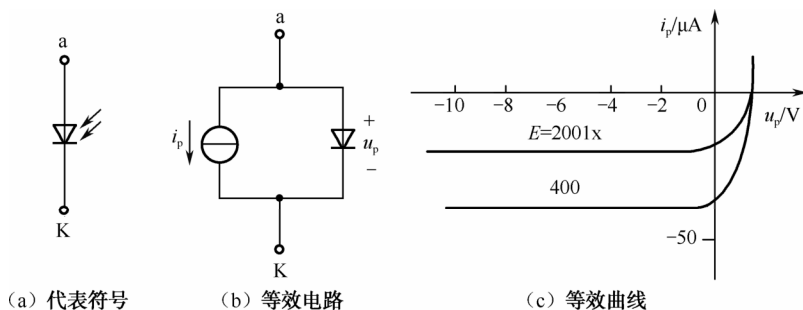 a
K
(a) 代表符号
a
i_p
+
u_p
−
K
(b) 等效电路
i_p/μA
−10 −8 −6 −4 −2 0
u_p/V
E=2001x
400
−50
(c) 等效曲线